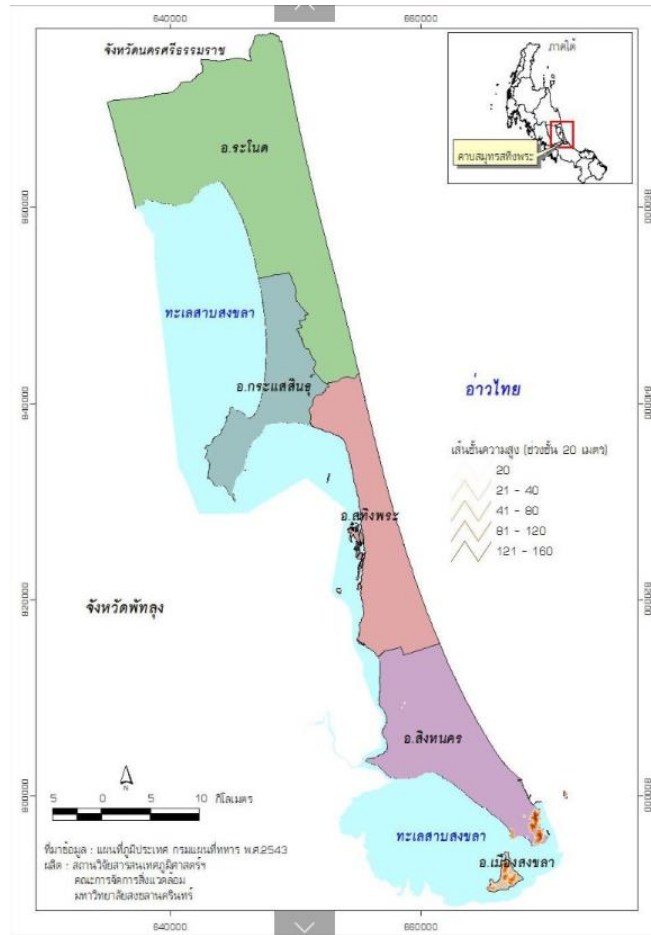 640000
660000
จังหวัดนครศรีธรรมราช
ภาคใต้
คาบสมุทรสทิงพระ
อ.ระโนด
860000
860000
ทะเลสาบสงขลา
อ.กระแสสินธุ์
อ่าวไทย
840000
840000
เส้นชั้นความสูง (ช่วงชั้น 20 เมตร)
20
21 - 40
41 - 80
81 - 120
121 - 160
อ.สทิงพระ
820000
820000
จังหวัดพัทลุง
อ.สิงหนคร
N
5 0 5 10 กิโลเมตร
800000
800000
ทะเลสาบสงขลา
อ.เมืองสงขลา
ที่มาข้อมูล : แผนที่ภูมิประเทศ กรมแผนที่ทหาร พ.ศ.2543
ผลิต : สถานวิจัยสารสนเทศภูมิศาสตร์ฯ
คณะการจัดการสิ่งแวดล้อม
มหาวิทยาลัยสงขลานครินทร์
640000
660000